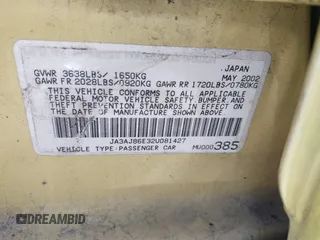 JAPAN
GVWR 3638LBS/ 1650KG MAY 2002
GAWR FR 2028LBS/0920KG GAWR RR 1720LBS/0780KG
THIS VEHICLE CONFORMS TO ALL APPLICABLE
FEDERAL MOTOR VEHICLE SAFETY, BUMPER AND
THEFT PREVENTION STANDARDS IN EFFECT ON THE
DATE OF MANUFACTURE SHOWN ABOVE.
JA3AJ86E32U081427
VEHICLE TYPE:PASSENGER CAR MU000385
DREAMBID